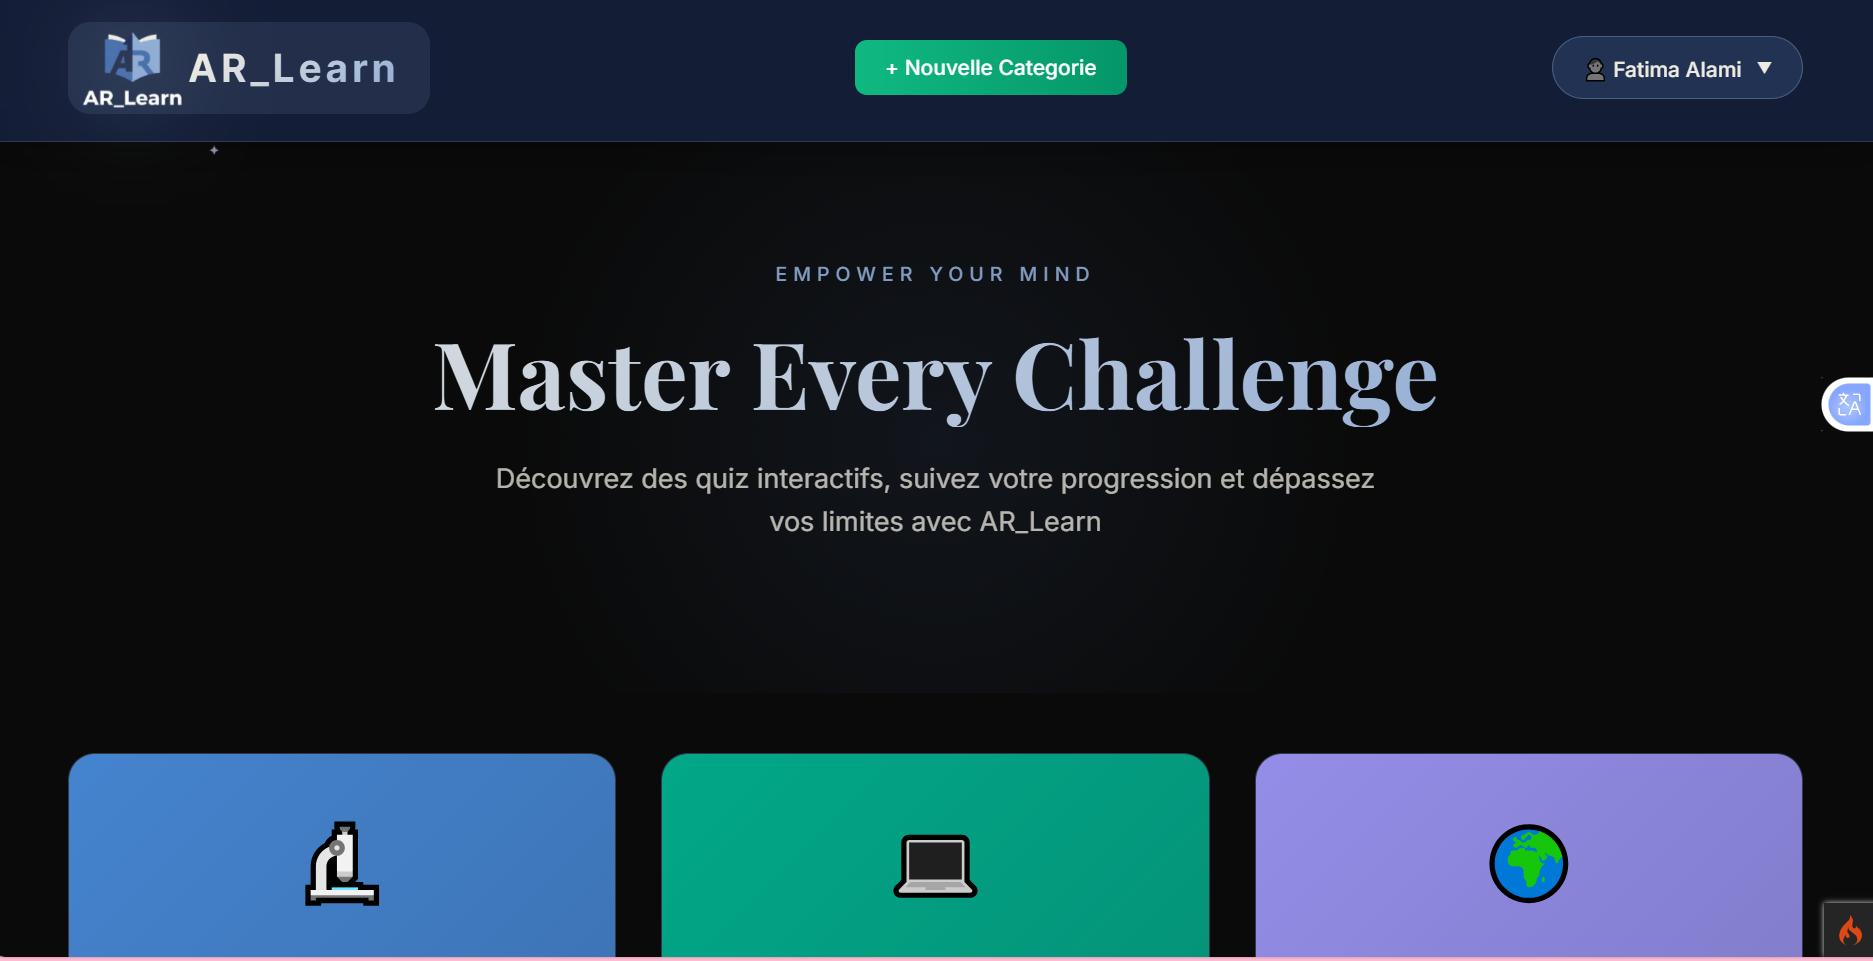 AR_Learn
AR_Learn
+ Nouvelle Categorie
Fatima Alami ▼
EMPOWER YOUR MIND
Master Every Challenge
Découvrez des quiz interactifs, suivez votre progression et dépassez
vos limites avec AR_Learn